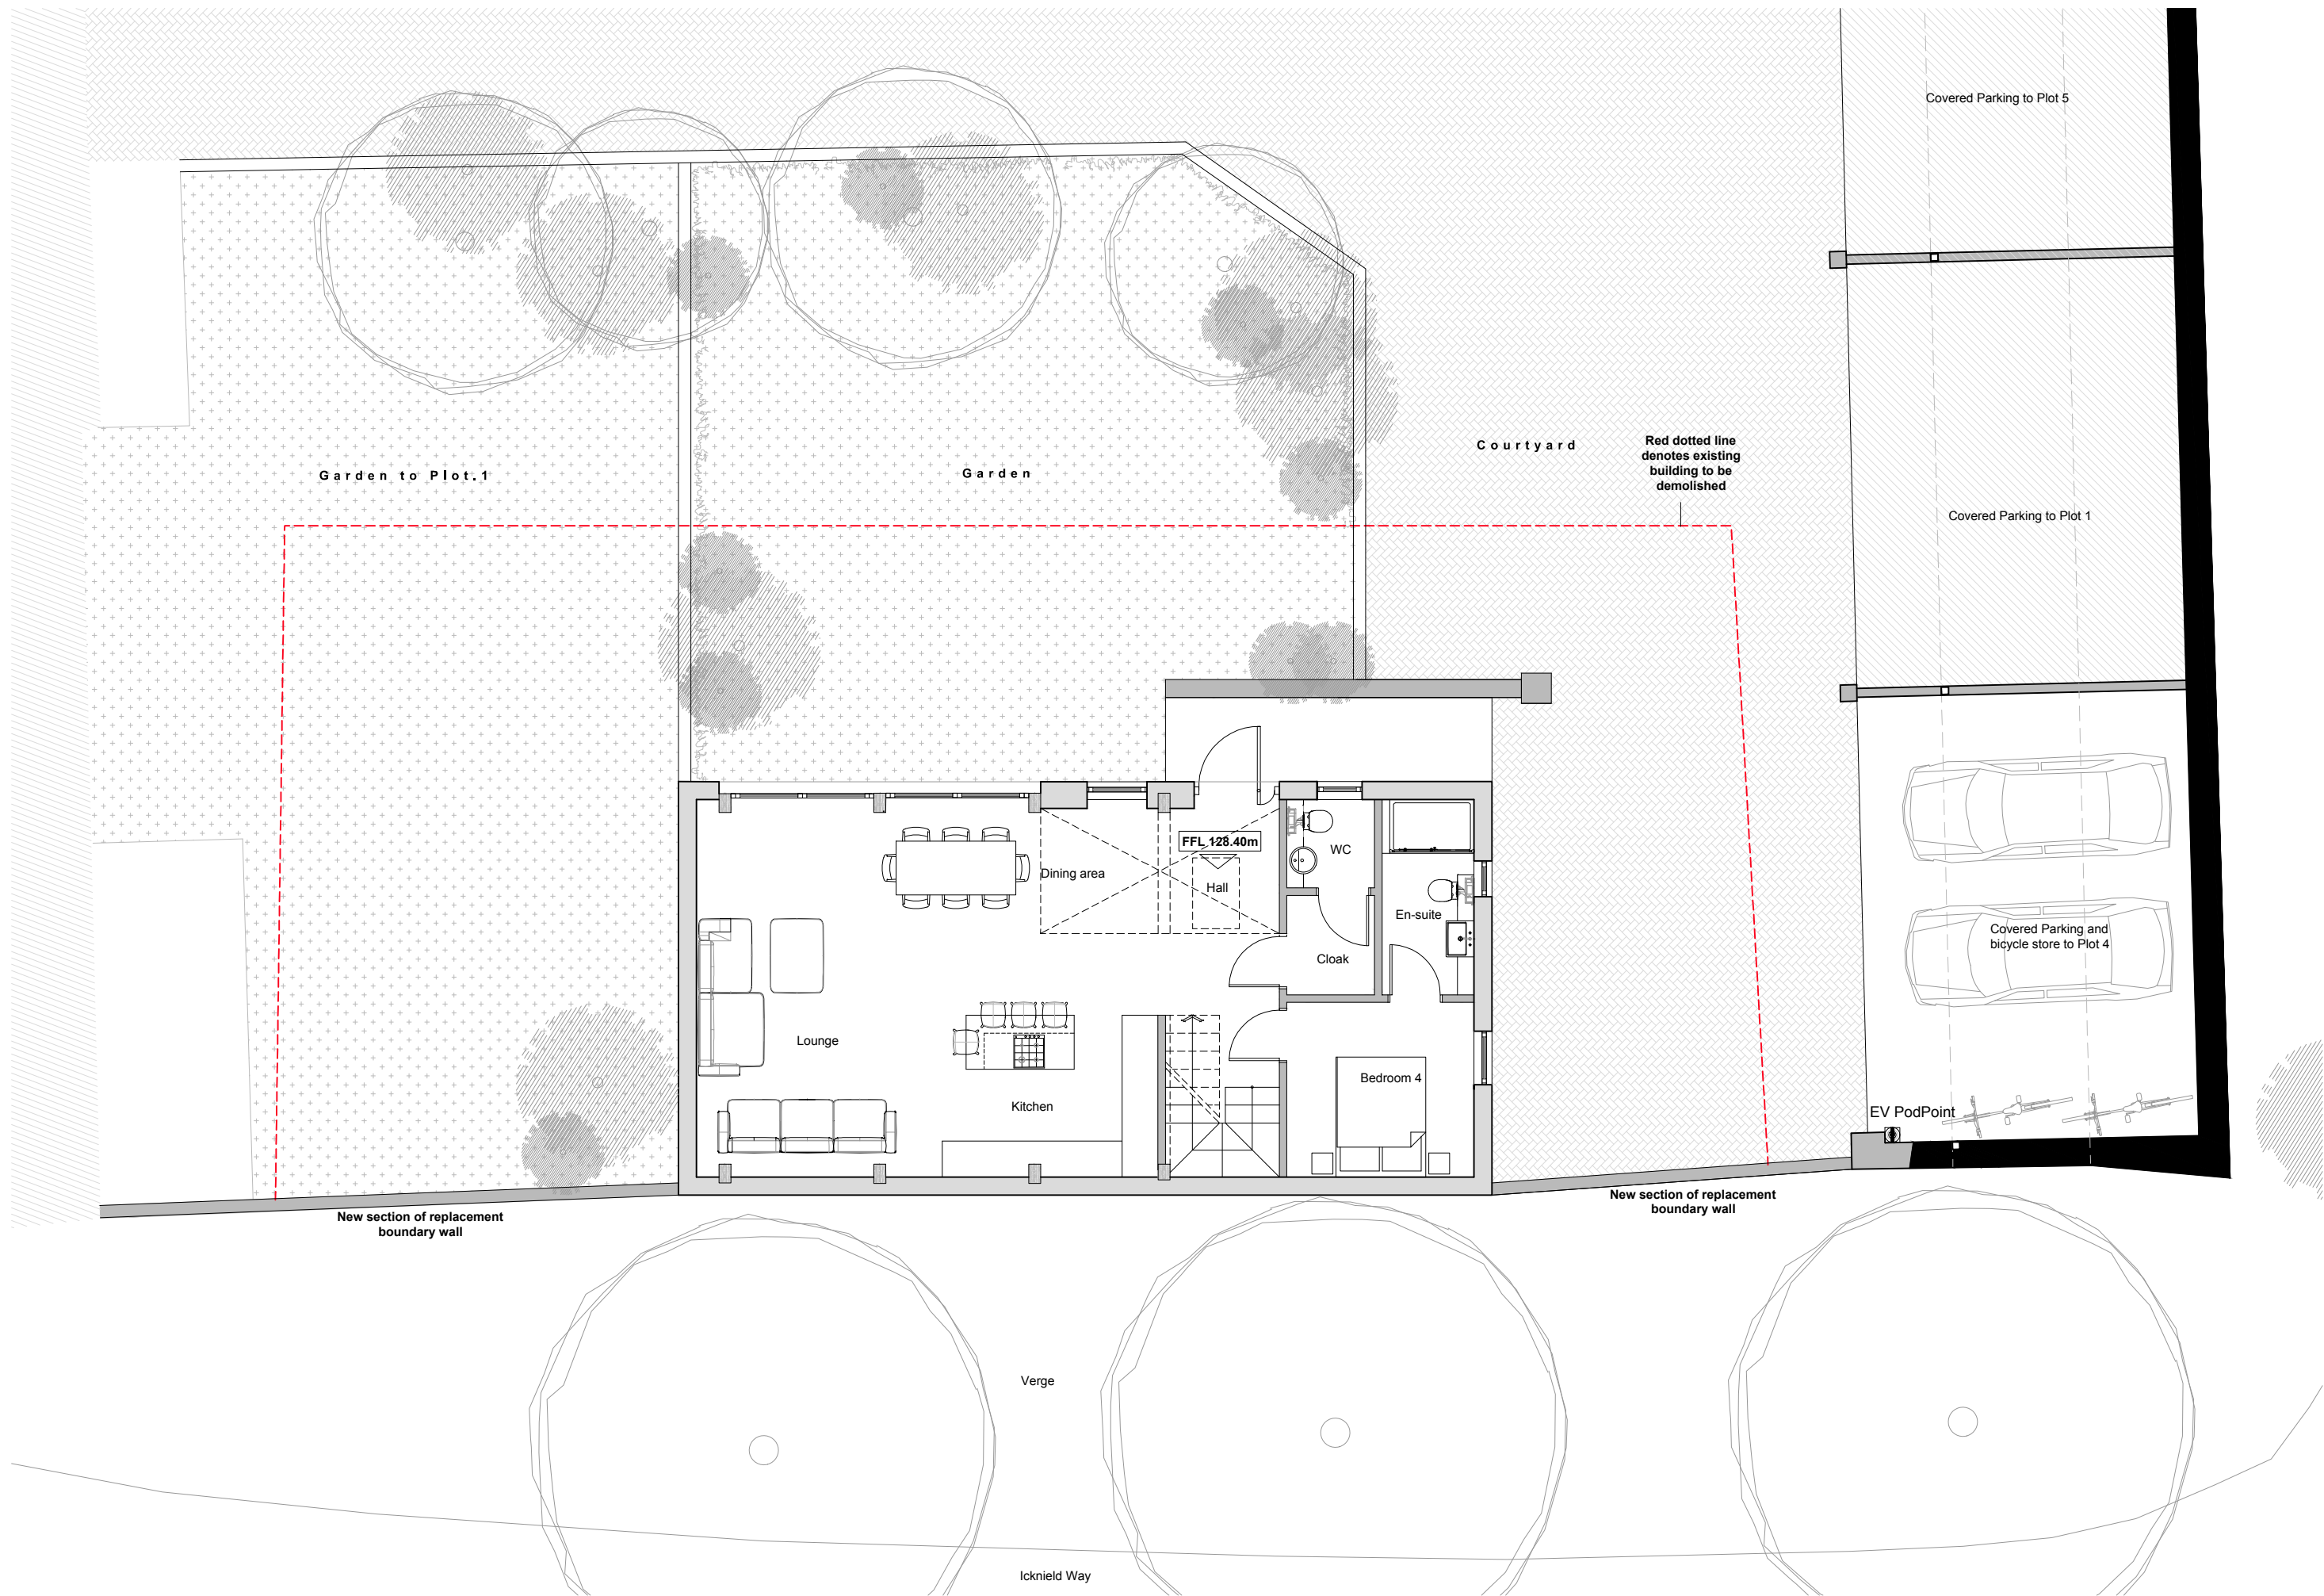 Covered Parking to Plot 5
Garden to Plot.1
Garden
Courtyard
Red dotted line
denotes existing
building to be
demolished
Covered Parking to Plot 1
FFL 128.40m
WC
Dining area
Hall
En-suite
Cloak
Covered Parking and
bicycle store to Plot 4
Lounge
Bedroom 4
Kitchen
EV PodPoint
New section of replacement
boundary wall
New section of replacement
boundary wall
Verge
Icknield Way